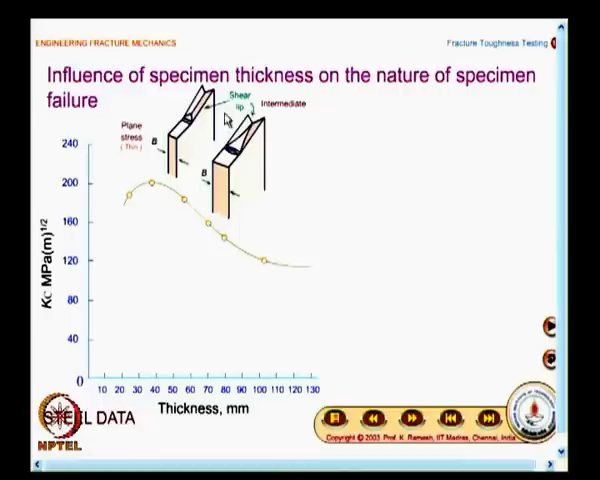 ENGINEERING FRACTURE MECHANICS
Fracture Toughness Testing
Influence of specimen thickness on the nature of specimen
failure
Shear
lip
Intermediate
Plane
stress
(Thin)
B
B
240
200
160
120
80
40
0
Kc MPa(m)1/2
10 20 30 40 50 60 70 80 90 100 110 120 130
Thickness, mm
STEEL DATA
NPTEL
Copyright © 2003 Prof. K. Ramesh, IIT Madras, Chennai, India